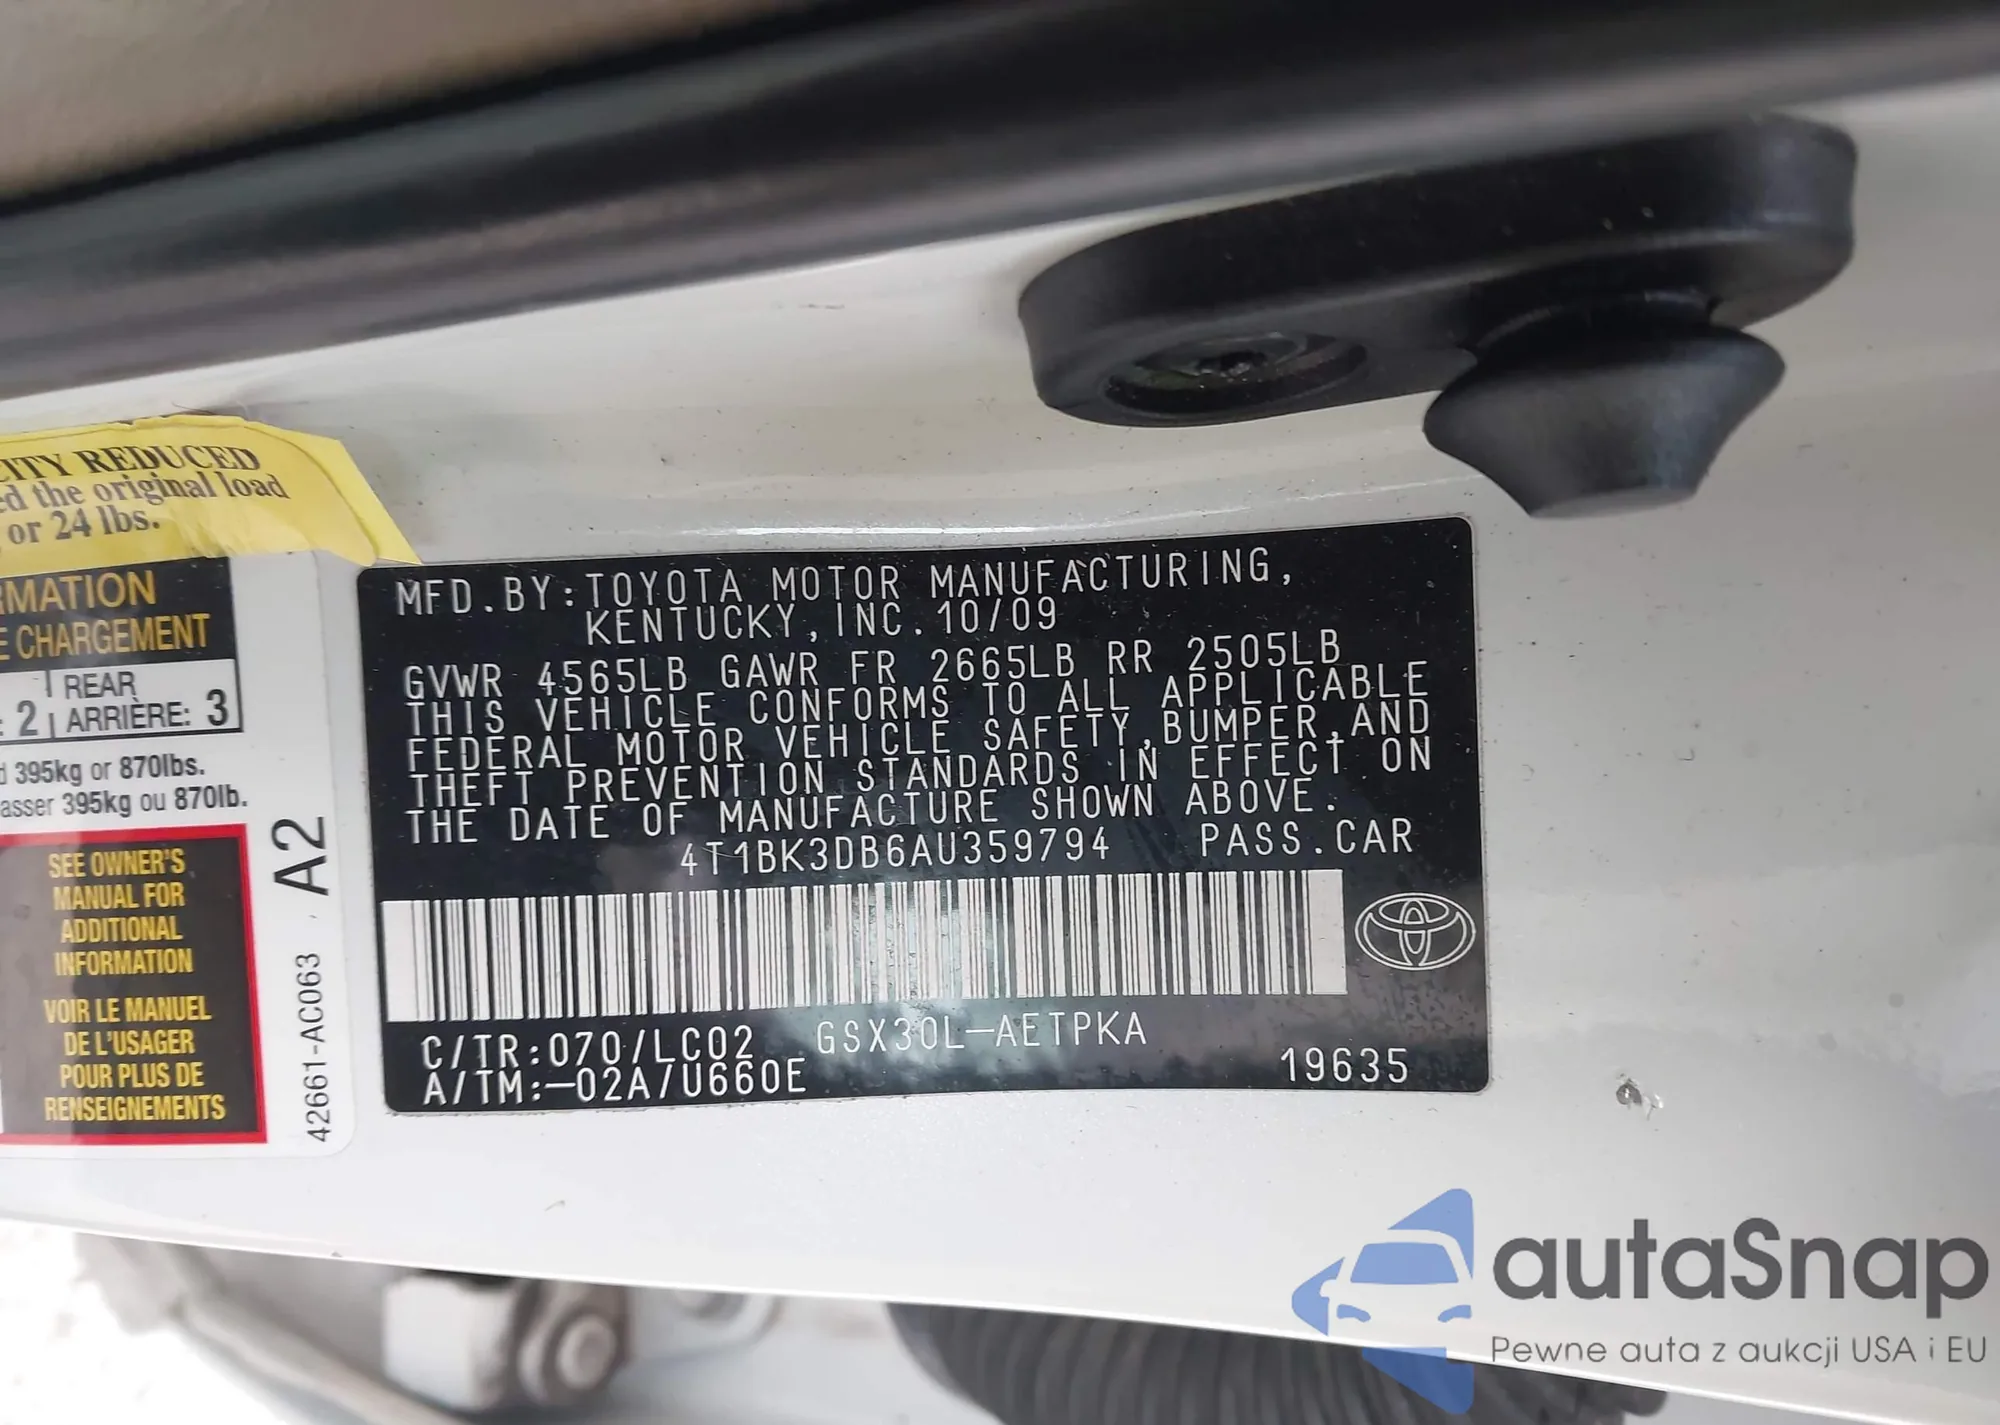 CITY REDUCED
ed the original load
or 24 lbs.
RMATION
E CHARGEMENT
: 2 REAR
ARRIÈRE: 3
d 395kg or 870lbs.
asser 395kg ou 870lb.
SEE OWNER'S
MANUAL FOR
ADDITIONAL
INFORMATION
VOIR LE MANUEL
DE L'USAGER
POUR PLUS DE
RENSEIGNEMENTS
42661-AC063 A2
MFD.BY:TOYOTA MOTOR MANUFACTURING,
KENTUCKY,INC.10/09
GVWR 4565LB GAWR FR 2665LB RR 2505LB
THIS VEHICLE CONFORMS TO ALL APPLICABLE
FEDERAL MOTOR VEHICLE SAFETY,BUMPER,AND
THEFT PREVENTION STANDARDS IN EFFECT ON
THE DATE OF MANUFACTURE SHOWN ABOVE.
4T1BK3DB6AU359794 PASS.CAR
C/TR:070/LC02 GSX30L-AETPKA
A/TM:-02A/U660E 19635
autaSnap
Pewne auta z aukcji USA i EU